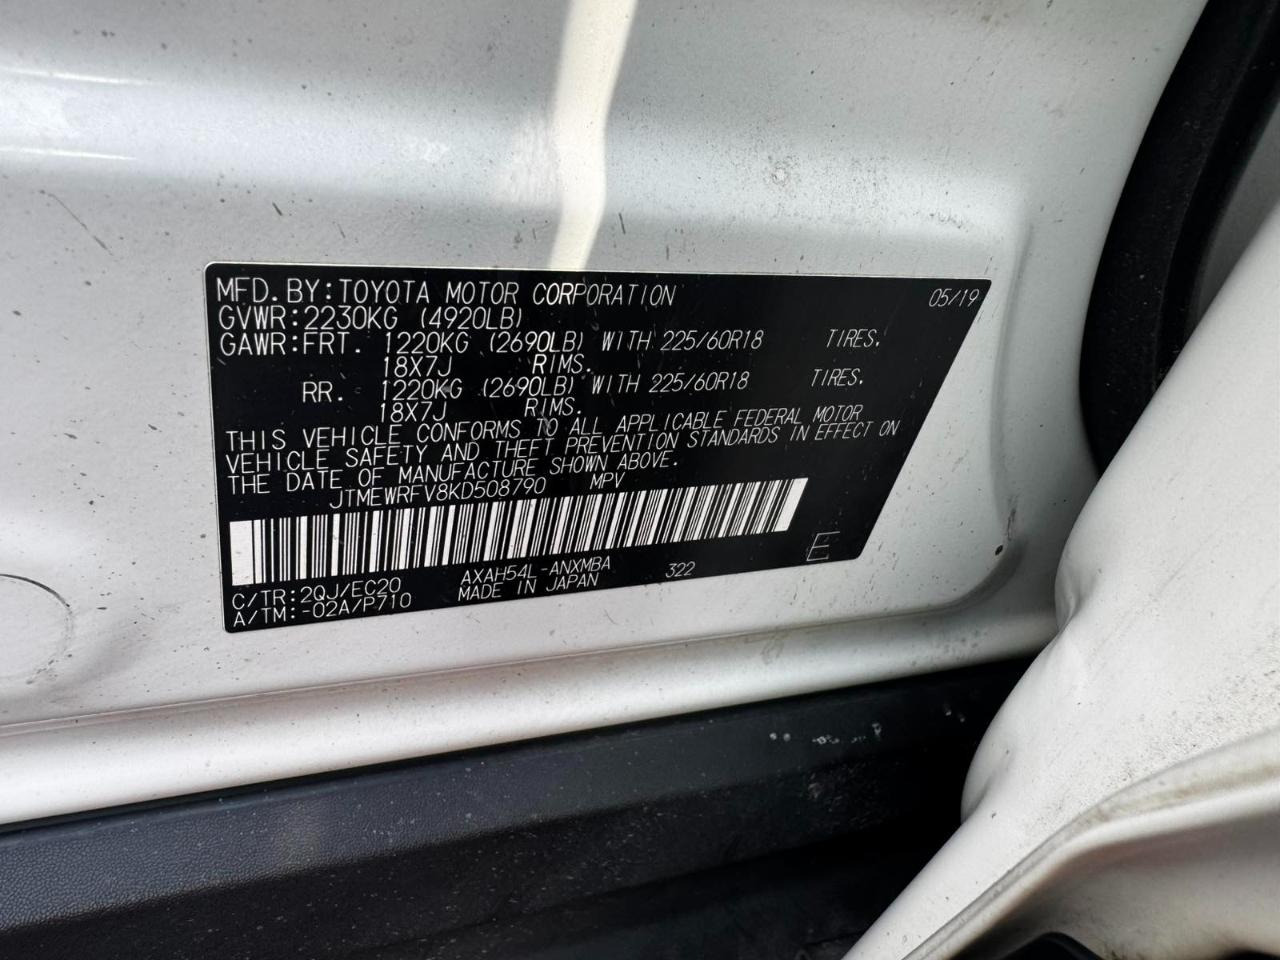 MFD. BY: TOYOTA MOTOR CORPORATION 05/19
GVWR: 2230KG (4920LB)
GAWR: FRT. 1220KG (2690LB) WITH 225/60R18 TIRES.
18X7J RIMS.
RR. 1220KG (2690LB) WITH 225/60R18 TIRES.
18X7J RIMS.
THIS VEHICLE CONFORMS TO ALL APPLICABLE FEDERAL MOTOR
VEHICLE SAFETY AND THEFT PREVENTION STANDARDS IN EFFECT ON
THE DATE OF MANUFACTURE SHOWN ABOVE.
JTMEWRFV8KD508790 MPV
E
C/TR: 2QJ/EC20 AXAH54L-ANXMBA 322
A/TM: -02A/P710 MADE IN JAPAN